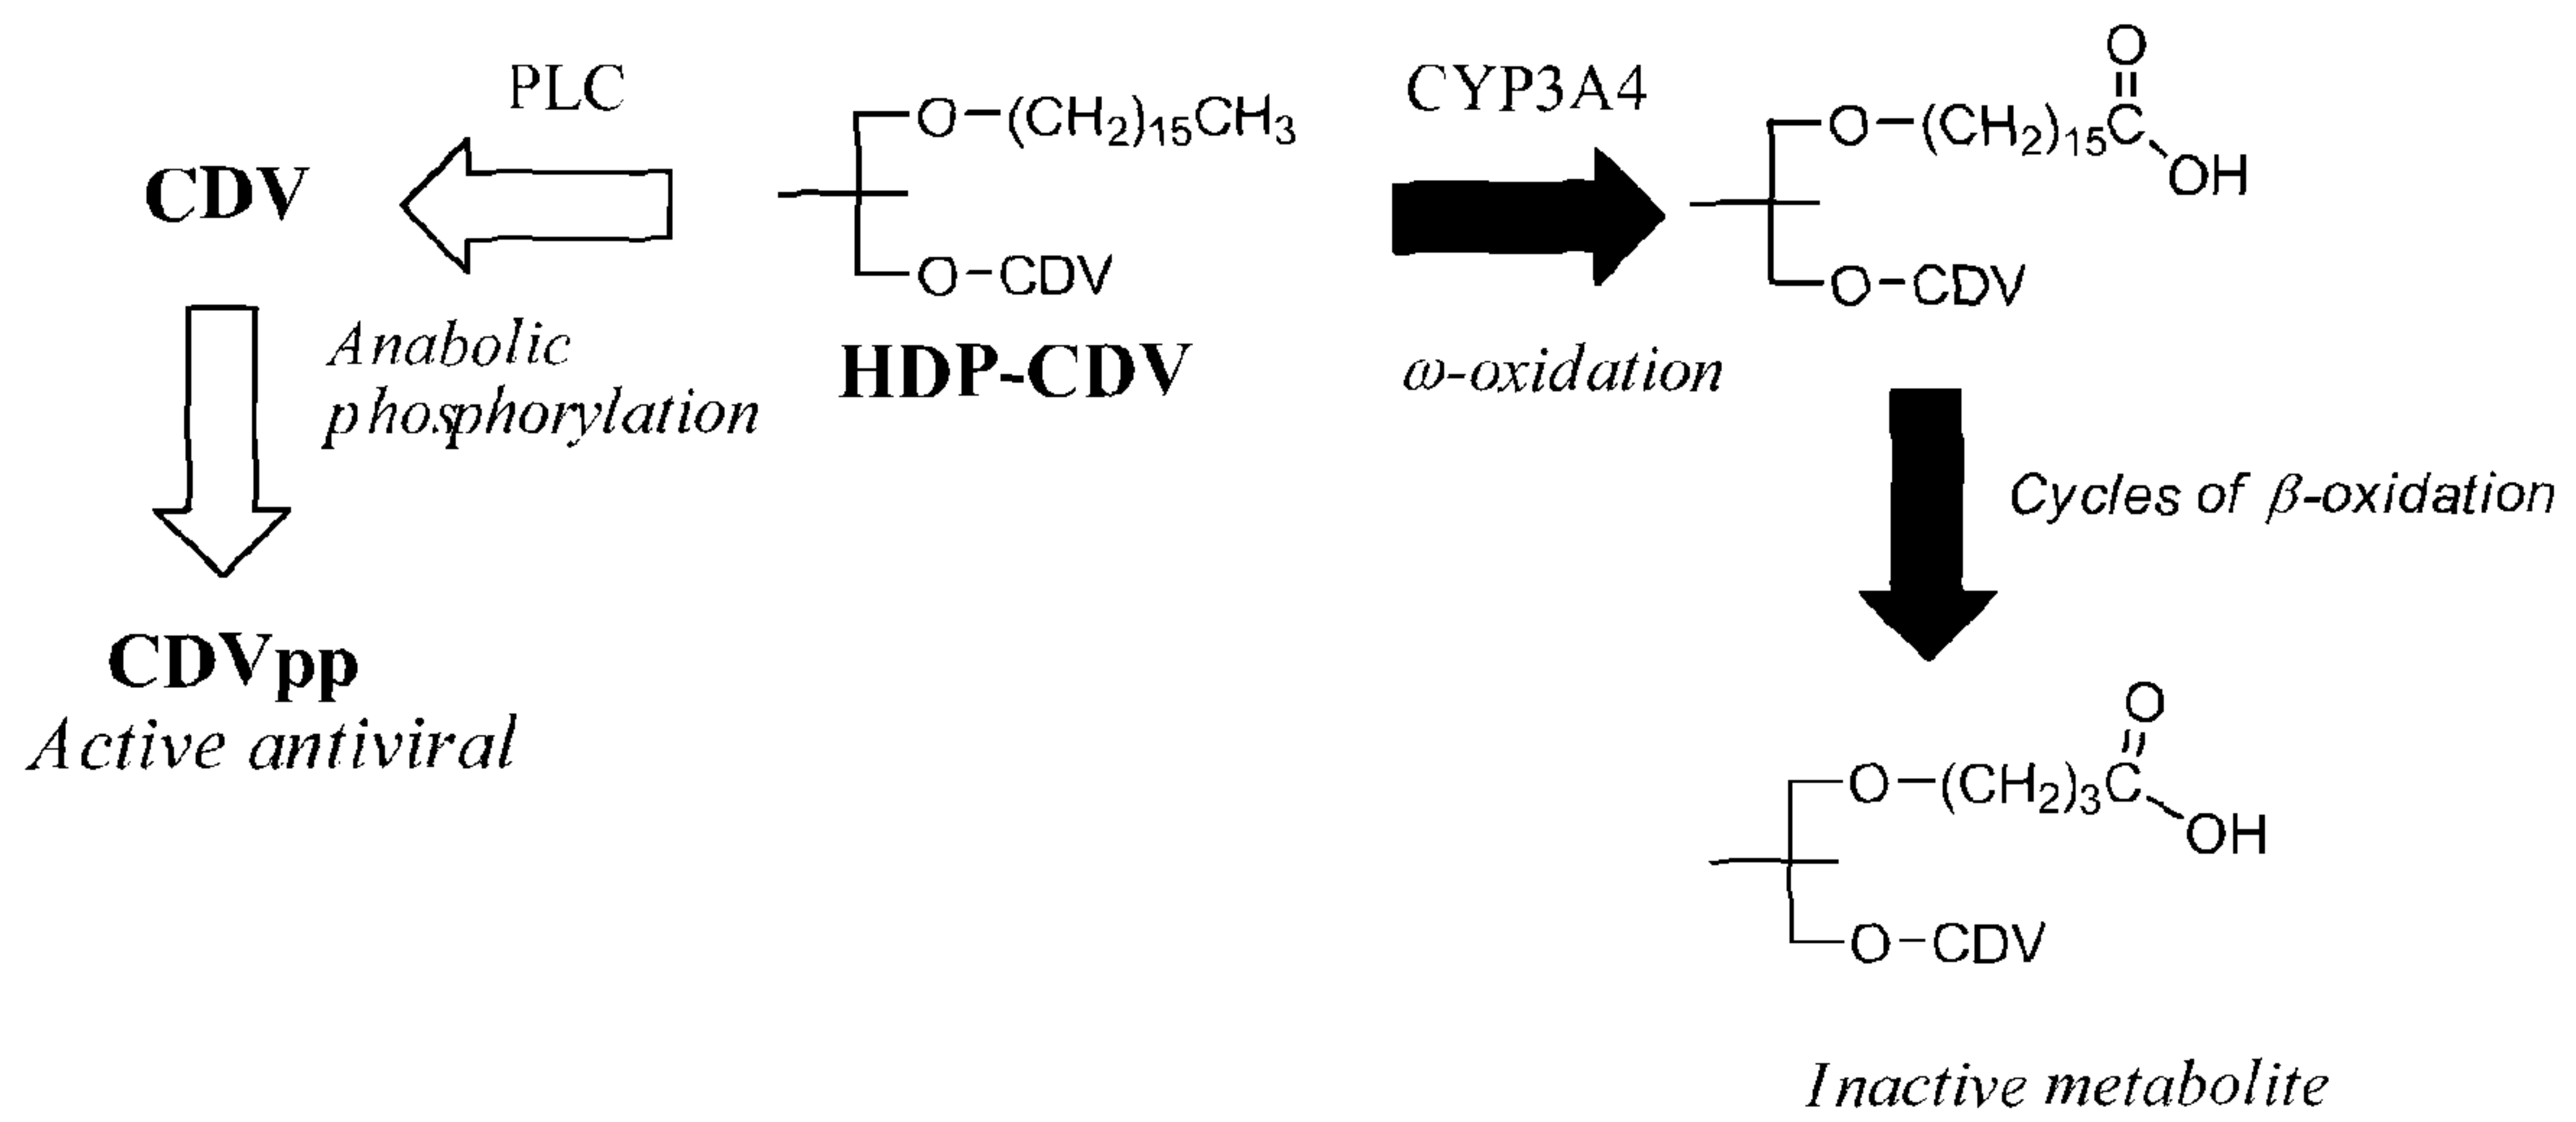 PLC
CDV
Anabolic
phosphorylation
CDVpp
Active antiviral
O-(CH2)15CH3
O-CDV
HDP-CDV
CYP3A4
ω-oxidation
O
O-(CH2)15C
OH
O-CDV
Cycles of β-oxidation
O
O-(CH2)3C
OH
O-CDV
Inactive metabolite